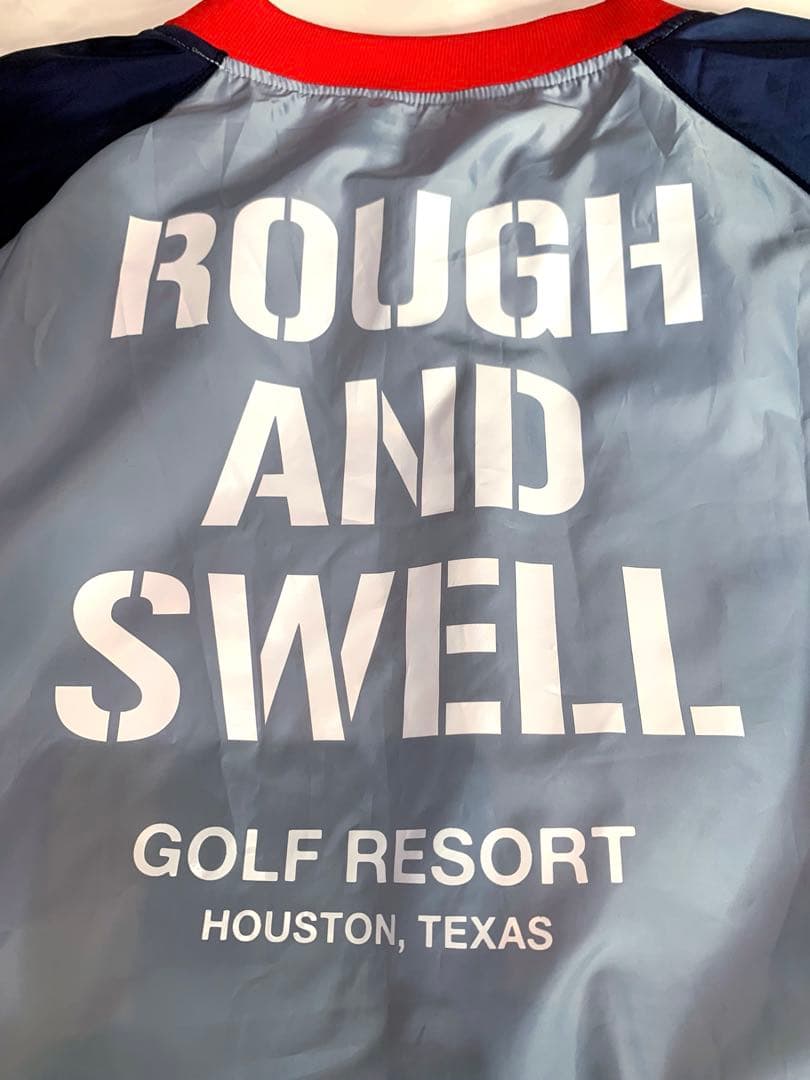 ROUGH
AND
SWELL
GOLF RESORT
HOUSTON, TEXAS